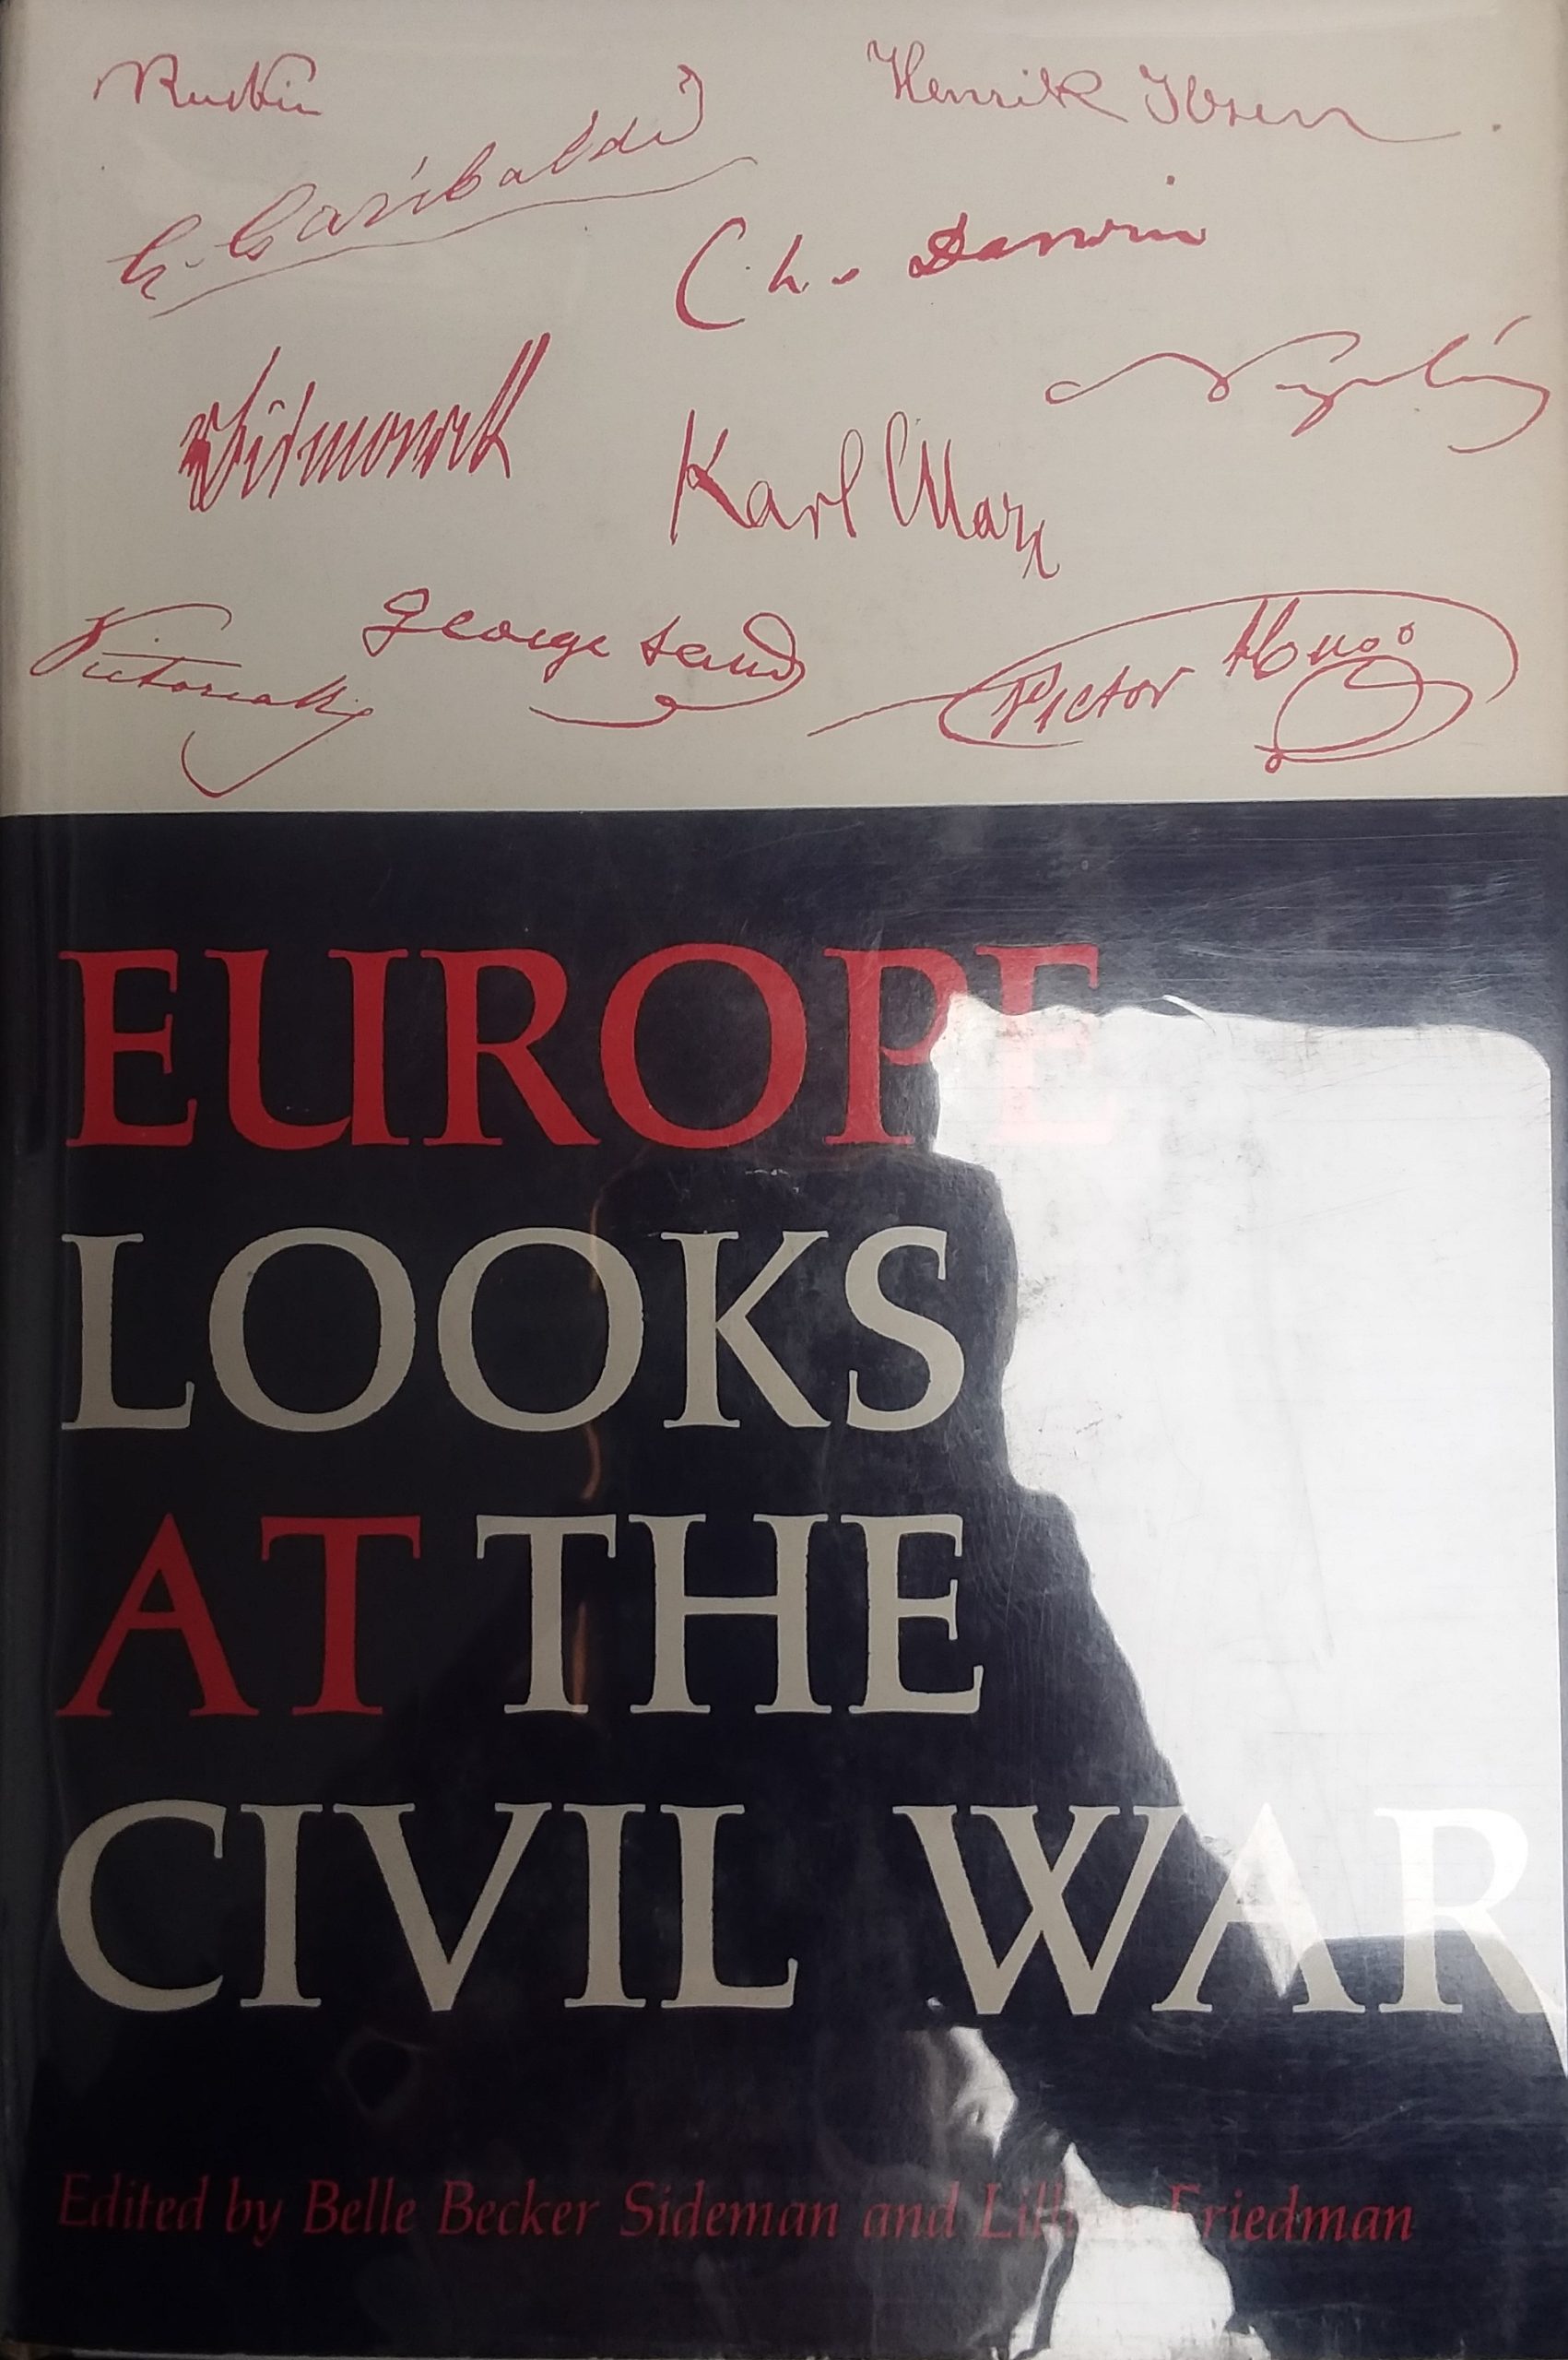 Ruskin
Henrik Ibsen
G. Garibaldi
Ch. Darwin
Bismarck
Karl Marx
George Sand
Victor Hugo
EUROPE
LOOKS
AT THE
CIVIL WAR
Edited by Belle Becker Sideman and Lillian Friedman